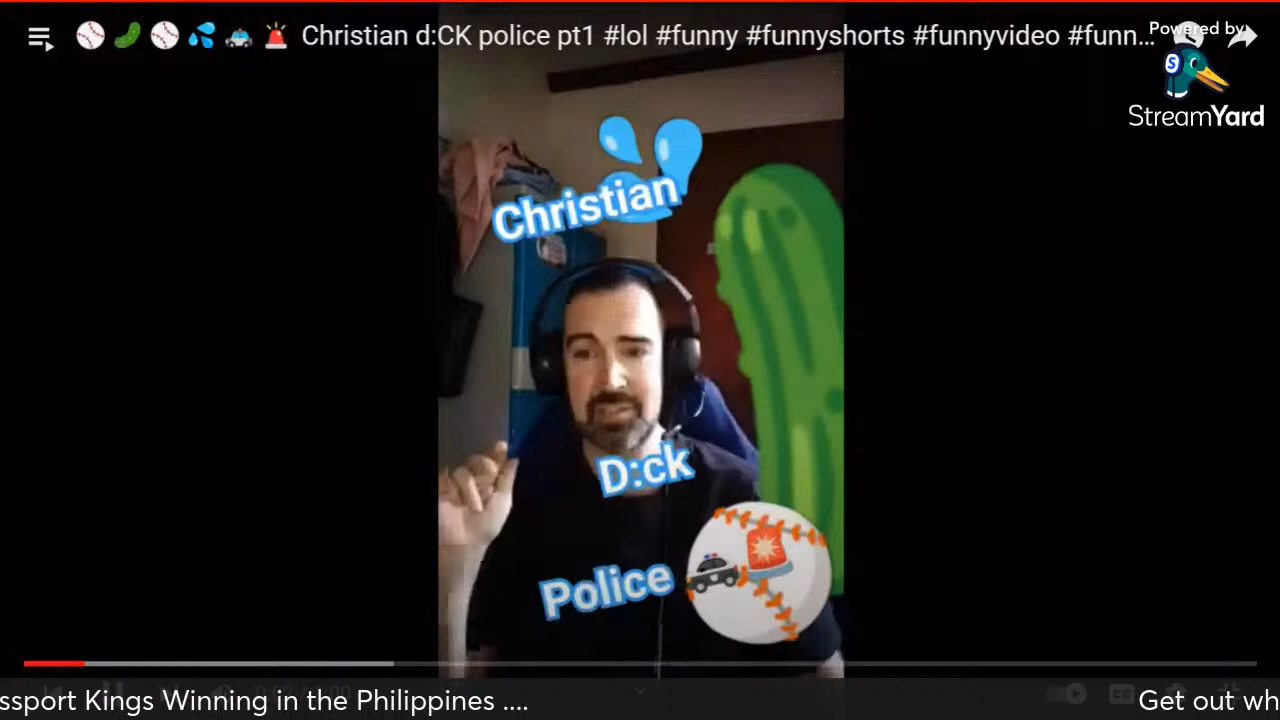 Christian d:CK police pt1 #lol #funny #funnyshorts #funnyvideo #funn...
Powered by
StreamYard
Christian
D:ck
Police
ssport Kings Winning in the Philippines ....
Get out wh